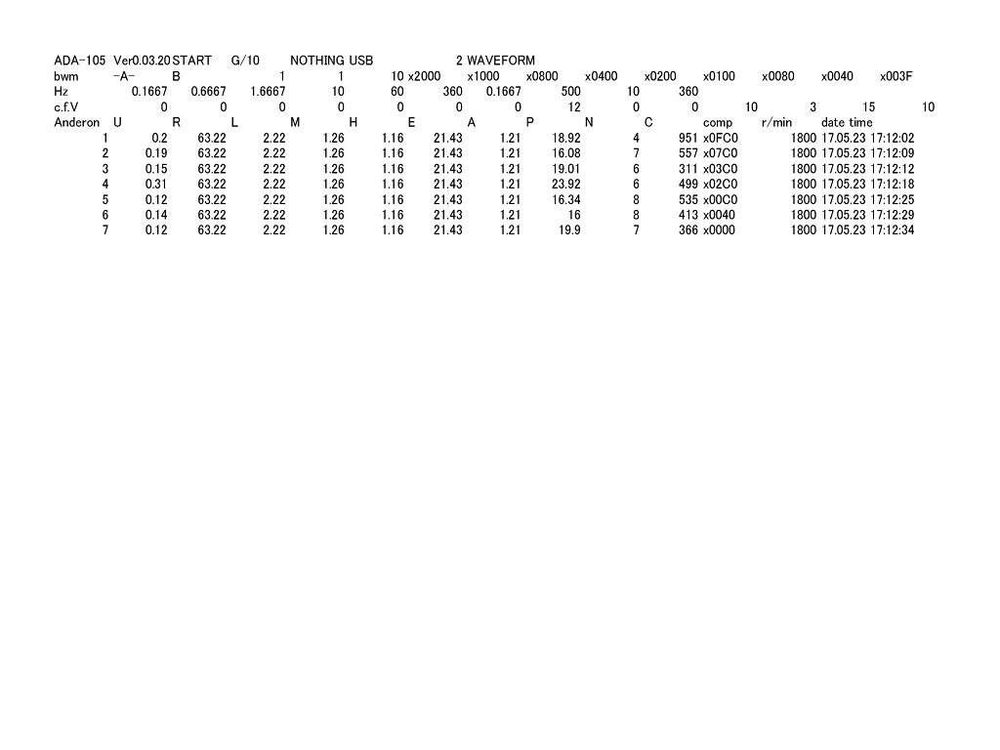 ADA-105 Ver0.03.20 START G/10 NOTHING USB 2 WAVEFORM
bwm -A- B 1 1 10 x2000 x1000 x0800 x0400 x0200 x0100 x0080 x0040 x003F
Hz 0.1667 0.6667 1.6667 10 60 360 0.1667 500 10 360
c.f.V 0 0 0 0 0 0 0 12 0 0 10 3 15 10
Anderon U R L M H E A P N C comp r/min date time
1 0.2 63.22 2.22 1.26 1.16 21.43 1.21 18.92 4 951 x0FC0 1800 17.05.23 17:12:02
2 0.19 63.22 2.22 1.26 1.16 21.43 1.21 16.08 7 557 x07C0 1800 17.05.23 17:12:09
3 0.15 63.22 2.22 1.26 1.16 21.43 1.21 19.01 6 311 x03C0 1800 17.05.23 17:12:12
4 0.31 63.22 2.22 1.26 1.16 21.43 1.21 23.92 6 499 x02C0 1800 17.05.23 17:12:18
5 0.12 63.22 2.22 1.26 1.16 21.43 1.21 16.34 8 535 x00C0 1800 17.05.23 17:12:25
6 0.14 63.22 2.22 1.26 1.16 21.43 1.21 16 8 413 x0040 1800 17.05.23 17:12:29
7 0.12 63.22 2.22 1.26 1.16 21.43 1.21 19.9 7 366 x0000 1800 17.05.23 17:12:34